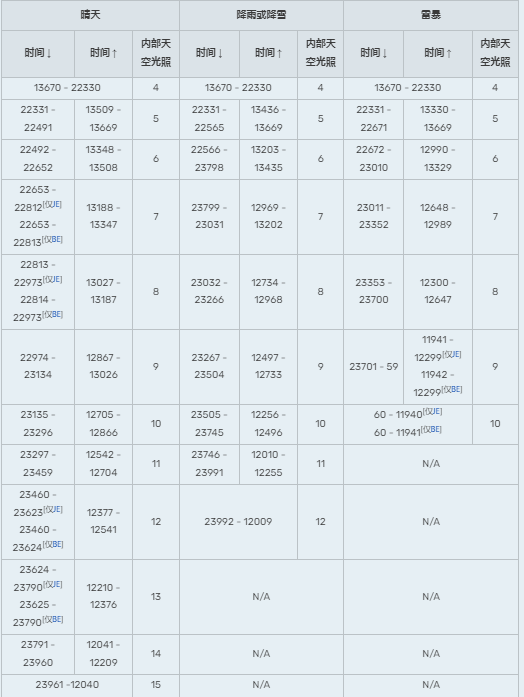 晴天 降雨或降雪 雷暴
时间↓ 时间↑ 内部天空光照 时间↓ 时间↑ 内部天空光照 时间↓ 时间↑ 内部天空光照
13670 - 22330 4 13670 - 22330 4 13670 - 22330 4
22331 - 22491 13509 - 13669 5 22331 - 22565 13436 - 13669 5 22331 - 22671 13330 - 13669 5
22492 - 22652 13348 - 13508 6 22566 - 23798 13203 - 13435 6 22672 - 23010 12990 - 13329 6
22653 - 22812[仅JE] 22653 - 22813[仅BE] 13188 - 13347 7 23799 - 23031 12969 - 13202 7 23011 - 23352 12648 - 12989 7
22813 - 22973[仅JE] 22814 - 22973[仅BE] 13027 - 13187 8 23032 - 23266 12734 - 12968 8 23353 - 23700 12300 - 12647 8
22974 - 23134 12867 - 13026 9 23267 - 23504 12497 - 12733 9 23701 - 59 11941 - 12299[仅JE] 11942 - 12299[仅BE] 9
23135 - 23296 12705 - 12866 10 23505 - 23745 12256 - 12496 10 60 - 11940[仅JE] 60 - 11941[仅BE] 10
23297 - 23459 12542 - 12704 11 23746 - 23991 12010 - 12255 11 N/A
23460 - 23623[仅JE] 23460 - 23624[仅BE] 12377 - 12541 12 23992 - 12009 12 N/A
23624 - 23790[仅JE] 23625 - 23790[仅BE] 12210 - 12376 13 N/A N/A
23791 - 23960 12041 - 12209 14 N/A N/A
23961 -12040 15 N/A N/A